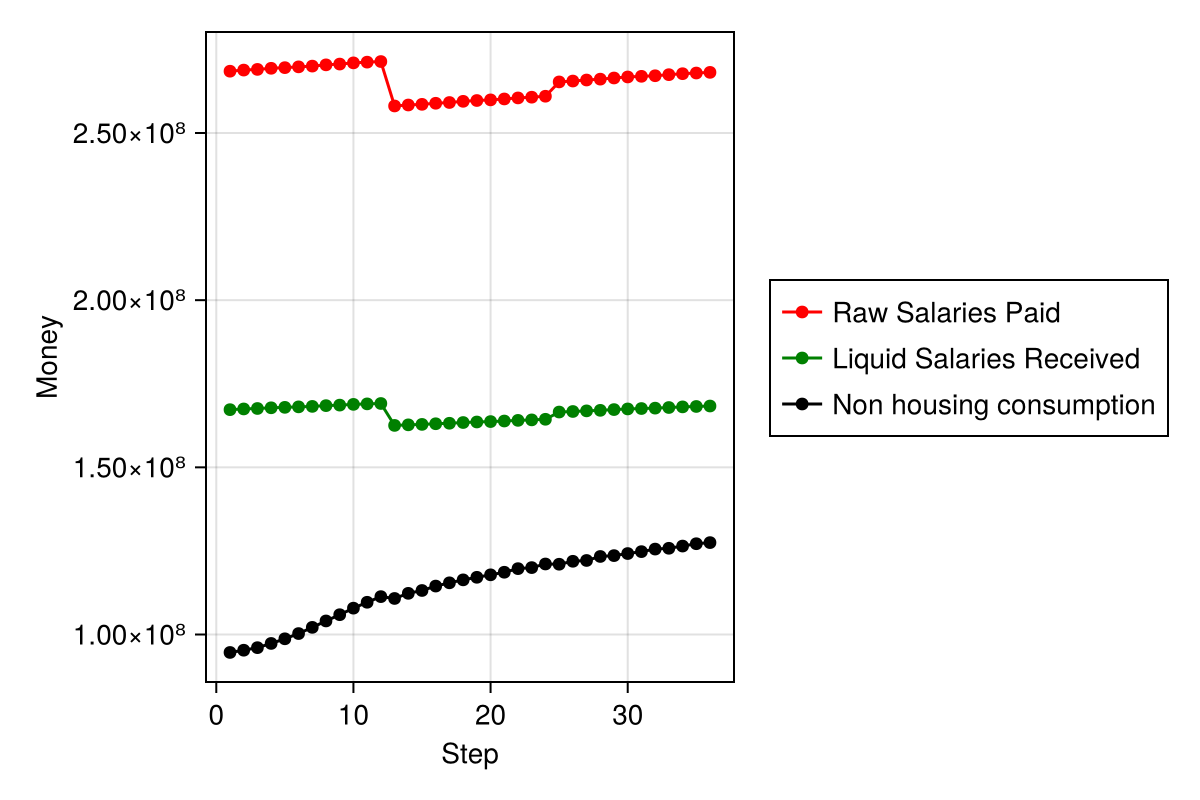 2.50×10⁸
2.00×10⁸
1.50×10⁸
1.00×10⁸
Money
0 10 20 30
Step
Raw Salaries Paid
Liquid Salaries Received
Non housing consumption